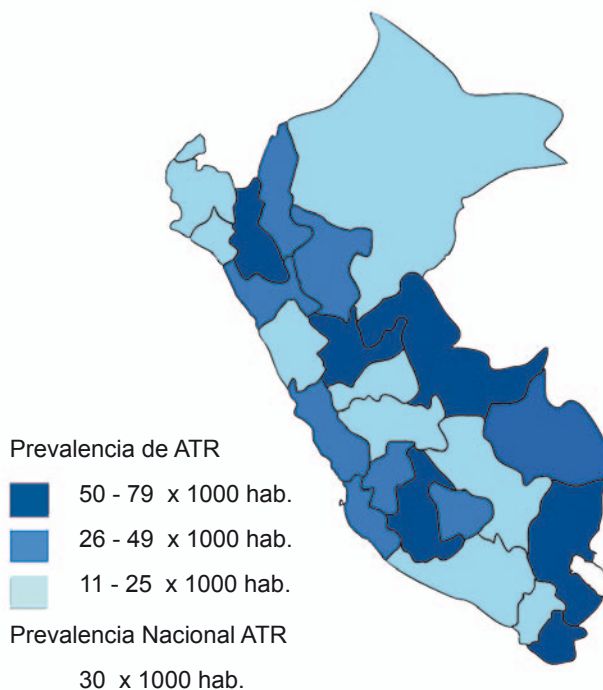 Prevalencia de ATR
50 - 79 x 1000 hab.
26 - 49 x 1000 hab.
11 - 25 x 1000 hab.
Prevalencia Nacional ATR
30 x 1000 hab.